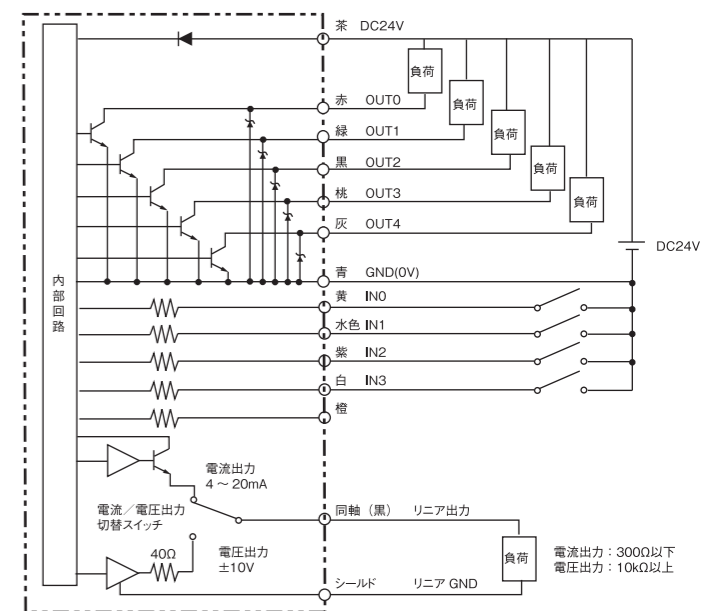 茶 DC24V
負荷
負荷
負荷
負荷
負荷
赤 OUT0
緑 OUT1
黒 OUT2
桃 OUT3
灰 OUT4
DC24V
青 GND(0V)
内部回路
黄 IN0
水色 IN1
紫 IN2
白 IN3
橙
電流出力
4～20mA
電流／電圧出力
切替スイッチ
同軸（黒） リニア出力
40Ω
電圧出力
±10V
負荷
電流出力：300Ω以下
電圧出力：10kΩ以上
シールド リニア GND